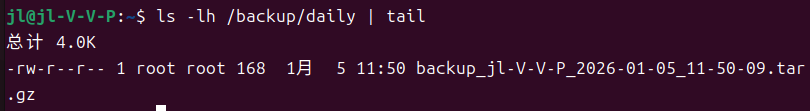 jl@jl-V-V-P:~$ ls -lh /backup/daily | tail
总计 4.0K
-rw-r--r-- 1 root root 168  1月  5 11:50 backup_jl-V-V-P_2026-01-05_11-50-09.tar
.gz